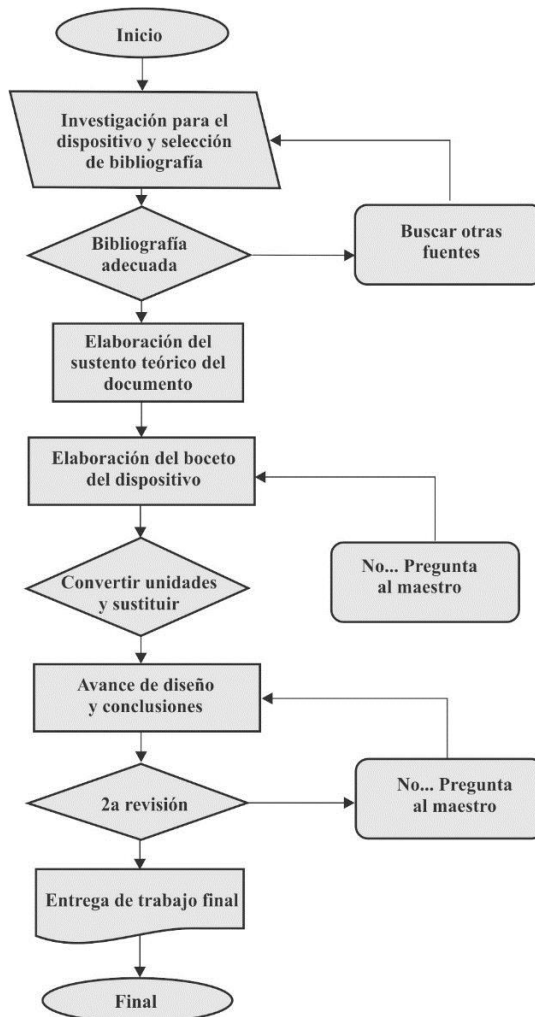 Inicio
Investigación para el
dispositivo y selección
de bibliografía
Bibliografía
adecuada
Buscar otras
fuentes
Elaboración del
sustento teórico del
documento
Elaboración del boceto
del dispositivo
Convertir unidades
y sustituir
No... Pregunta
al maestro
Avance de diseño
y conclusiones
2a revisión
No... Pregunta
al maestro
Entrega de trabajo final
Final